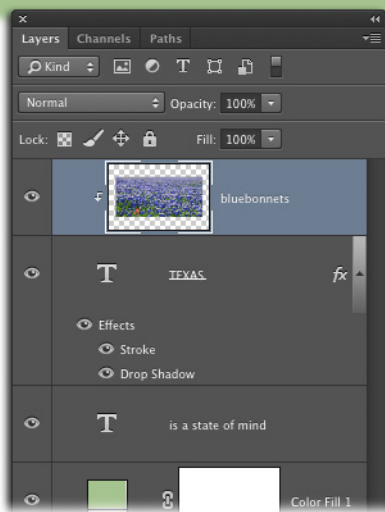 Layers Channels Paths
Kind T
Normal Opacity: 100%
Lock: Fill: 100%
bluebonnets
T TEXAS fx
Effects
Stroke
Drop Shadow
T is a state of mind
Color Fill 1